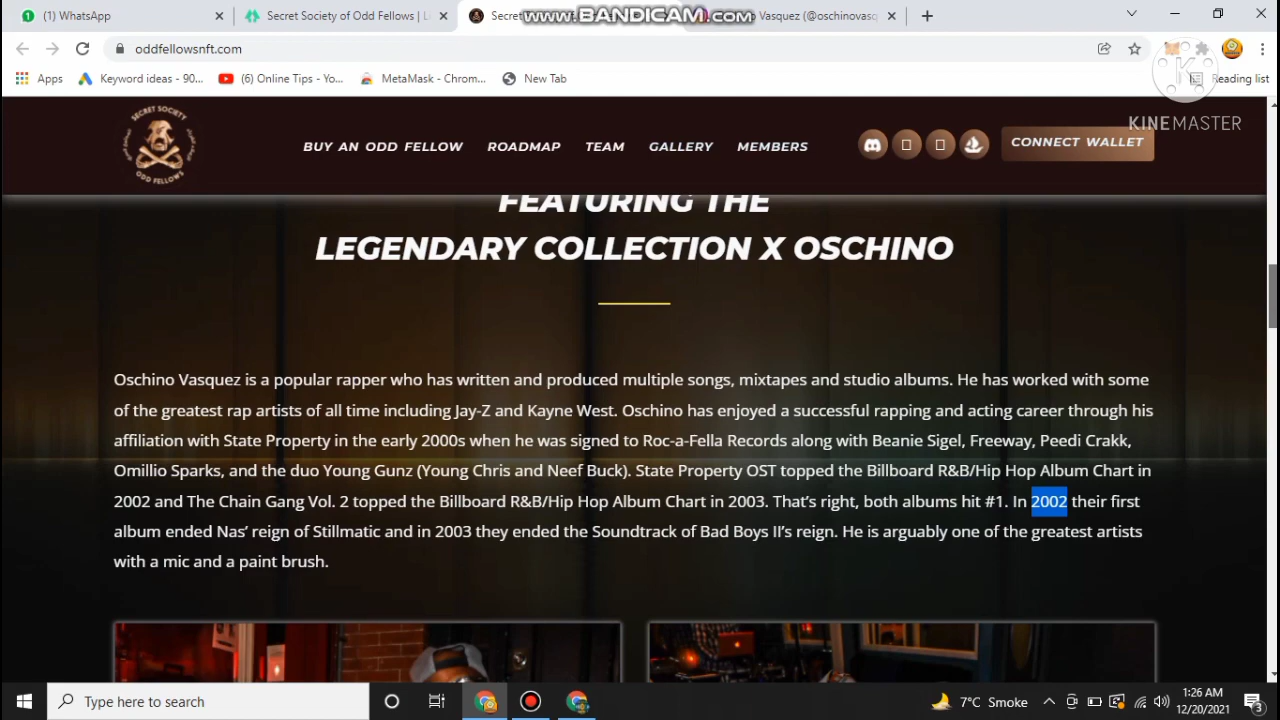 (1) WhatsApp
Secret Society of Odd Fellows | L
www.BANDICAM.com
Vasquez (@oschinovasq
oddfellowsnft.com
Apps
Keyword ideas - 90...
(6) Online Tips - Yo...
MetaMask - Chrom...
New Tab
Reading list
KINEMASTER
SECRET SOCIETY
ODD FELLOWS
BUY AN ODD FELLOW
ROADMAP
TEAM
GALLERY
MEMBERS
CONNECT WALLET
FEATURING THE
LEGENDARY COLLECTION X OSCHINO
Oschino Vasquez is a popular rapper who has written and produced multiple songs, mixtapes and studio albums. He has worked with some
of the greatest rap artists of all time including Jay-Z and Kayne West. Oschino has enjoyed a successful rapping and acting career through his
affiliation with State Property in the early 2000s when he was signed to Roc-a-Fella Records along with Beanie Sigel, Freeway, Peedi Crakk,
Omillio Sparks, and the duo Young Gunz (Young Chris and Neef Buck). State Property OST topped the Billboard R&B/Hip Hop Album Chart in
2002 and The Chain Gang Vol. 2 topped the Billboard R&B/Hip Hop Album Chart in 2003. That's right, both albums hit #1. In 2002 their first
album ended Nas' reign of Stillmatic and in 2003 they ended the Soundtrack of Bad Boys II's reign. He is arguably one of the greatest artists
with a mic and a paint brush.
Type here to search
7°C Smoke
1:26 AM
12/20/2021
3